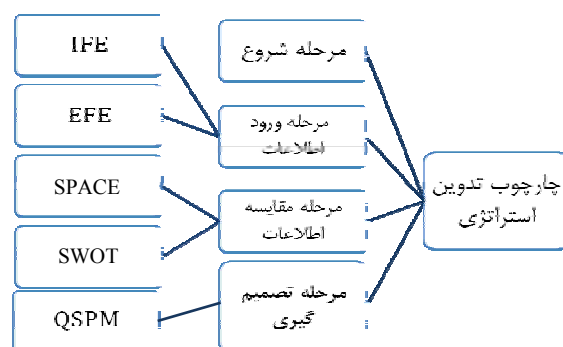 چارچوب تدوین
استراتژی
مرحله شروع
مرحله ورود
اطلاعات
مرحله مقایسه
اطلاعات
مرحله تصمیم
گیری
IFE
EFE
SPACE
SWOT
QSPM